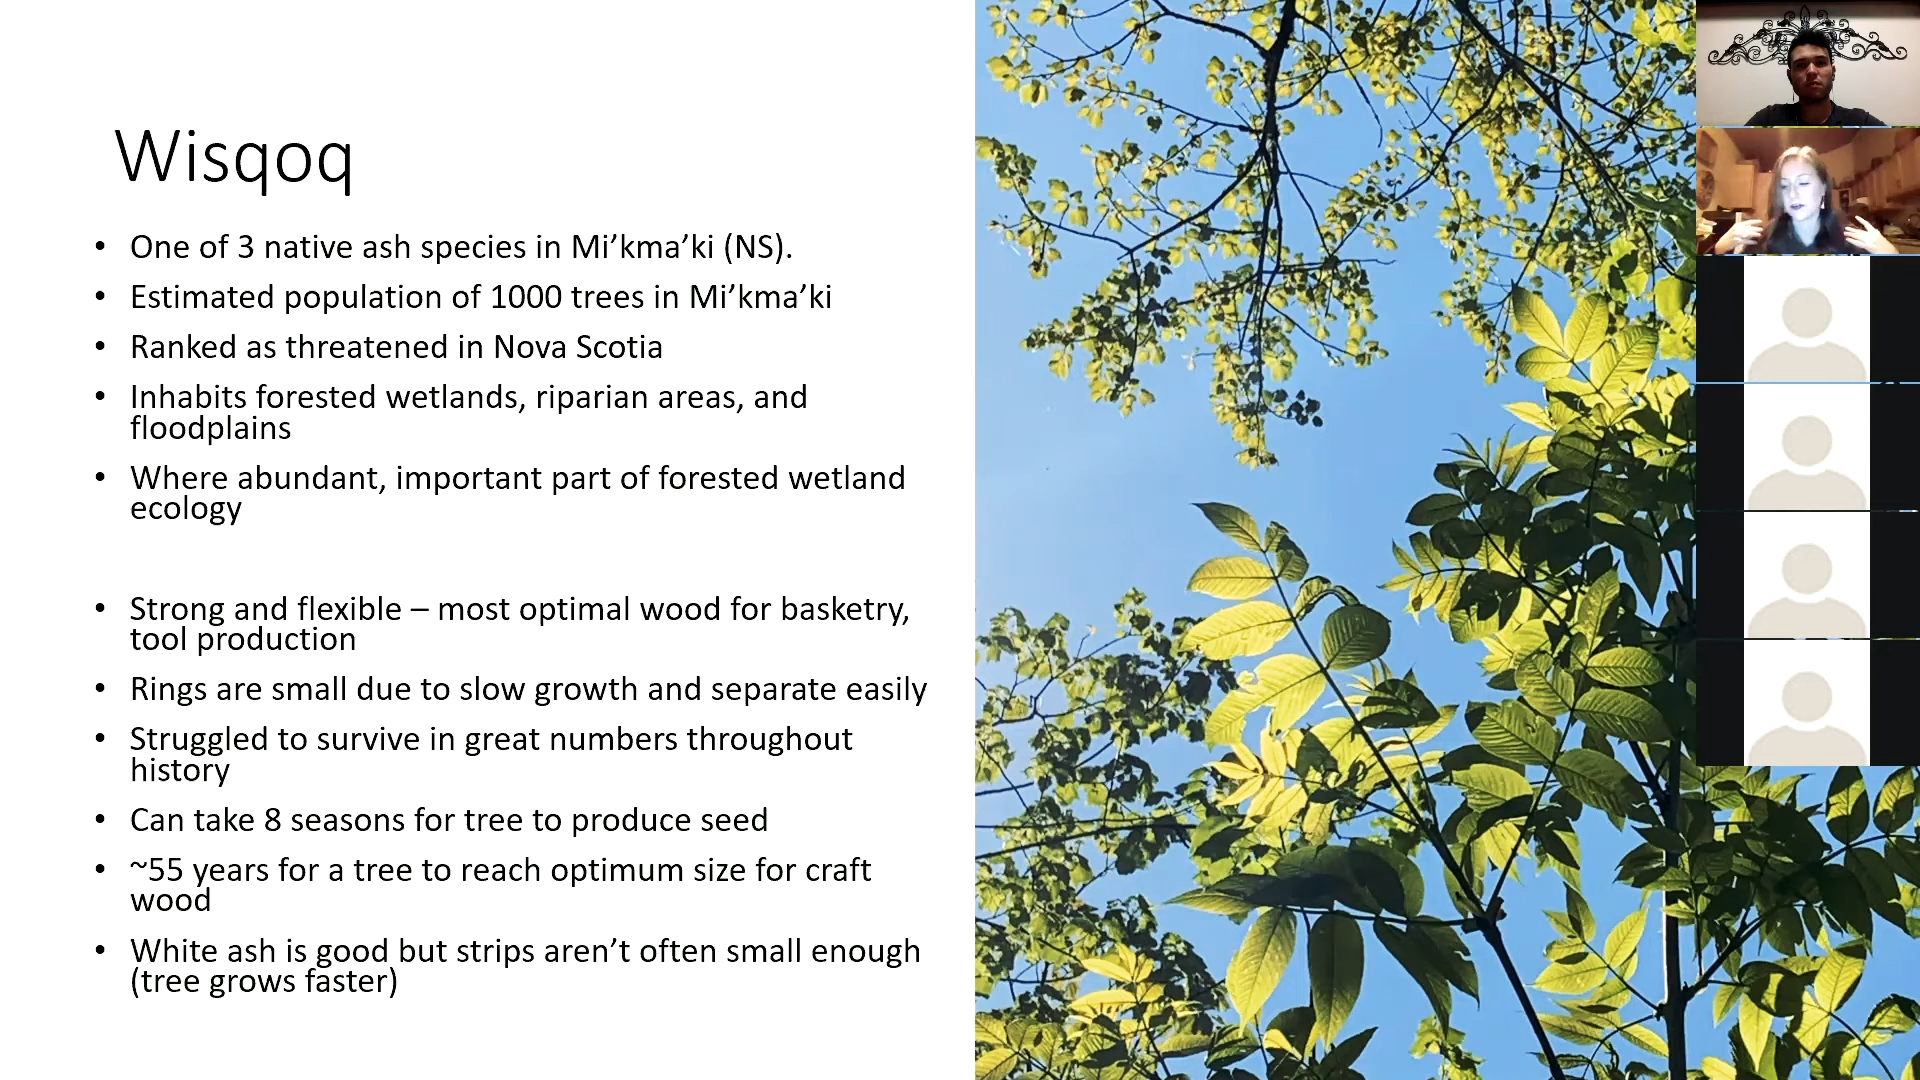 Wisqoq
• One of 3 native ash species in Mi’kma’ki (NS).
• Estimated population of 1000 trees in Mi’kma’ki
• Ranked as threatened in Nova Scotia
• Inhabits forested wetlands, riparian areas, and
floodplains
• Where abundant, important part of forested wetland
ecology
• Strong and flexible – most optimal wood for basketry,
tool production
• Rings are small due to slow growth and separate easily
• Struggled to survive in great numbers throughout
history
• Can take 8 seasons for tree to produce seed
• ~55 years for a tree to reach optimum size for craft
wood
• White ash is good but strips aren’t often small enough
(tree grows faster)